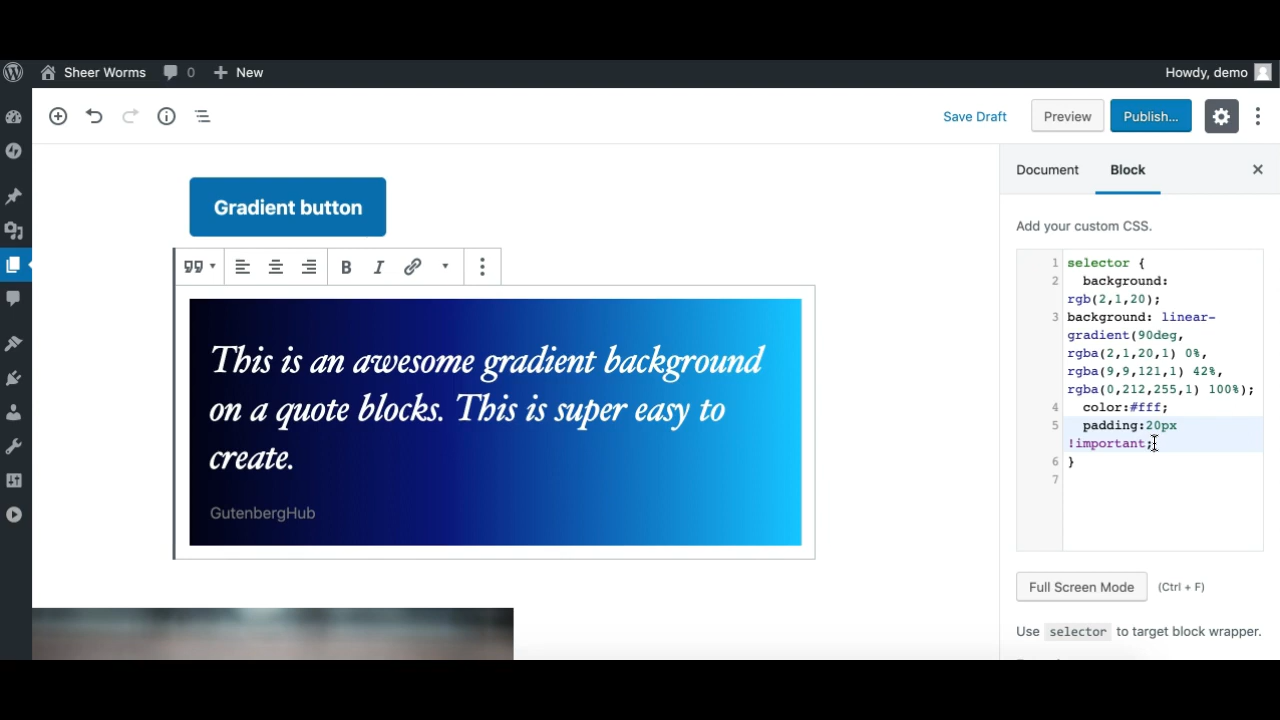 Sheer Worms 0 New Howdy, demo
Save Draft Preview Publish...
Document Block
Gradient button
Add your custom CSS.
B I
1 selector {
2 background:
rgb(2,1,20);
3 background: linear-
gradient(90deg,
rgba(2,1,20,1) 0%,
rgba(9,9,121,1) 42%,
rgba(0,212,255,1) 100%);
4 color:#fff;
5 padding:20px
!important;
6 }
7
This is an awesome gradient background
on a quote blocks. This is super easy to
create.
GutenbergHub
Full Screen Mode (Ctrl + F)
Use selector to target block wrapper.